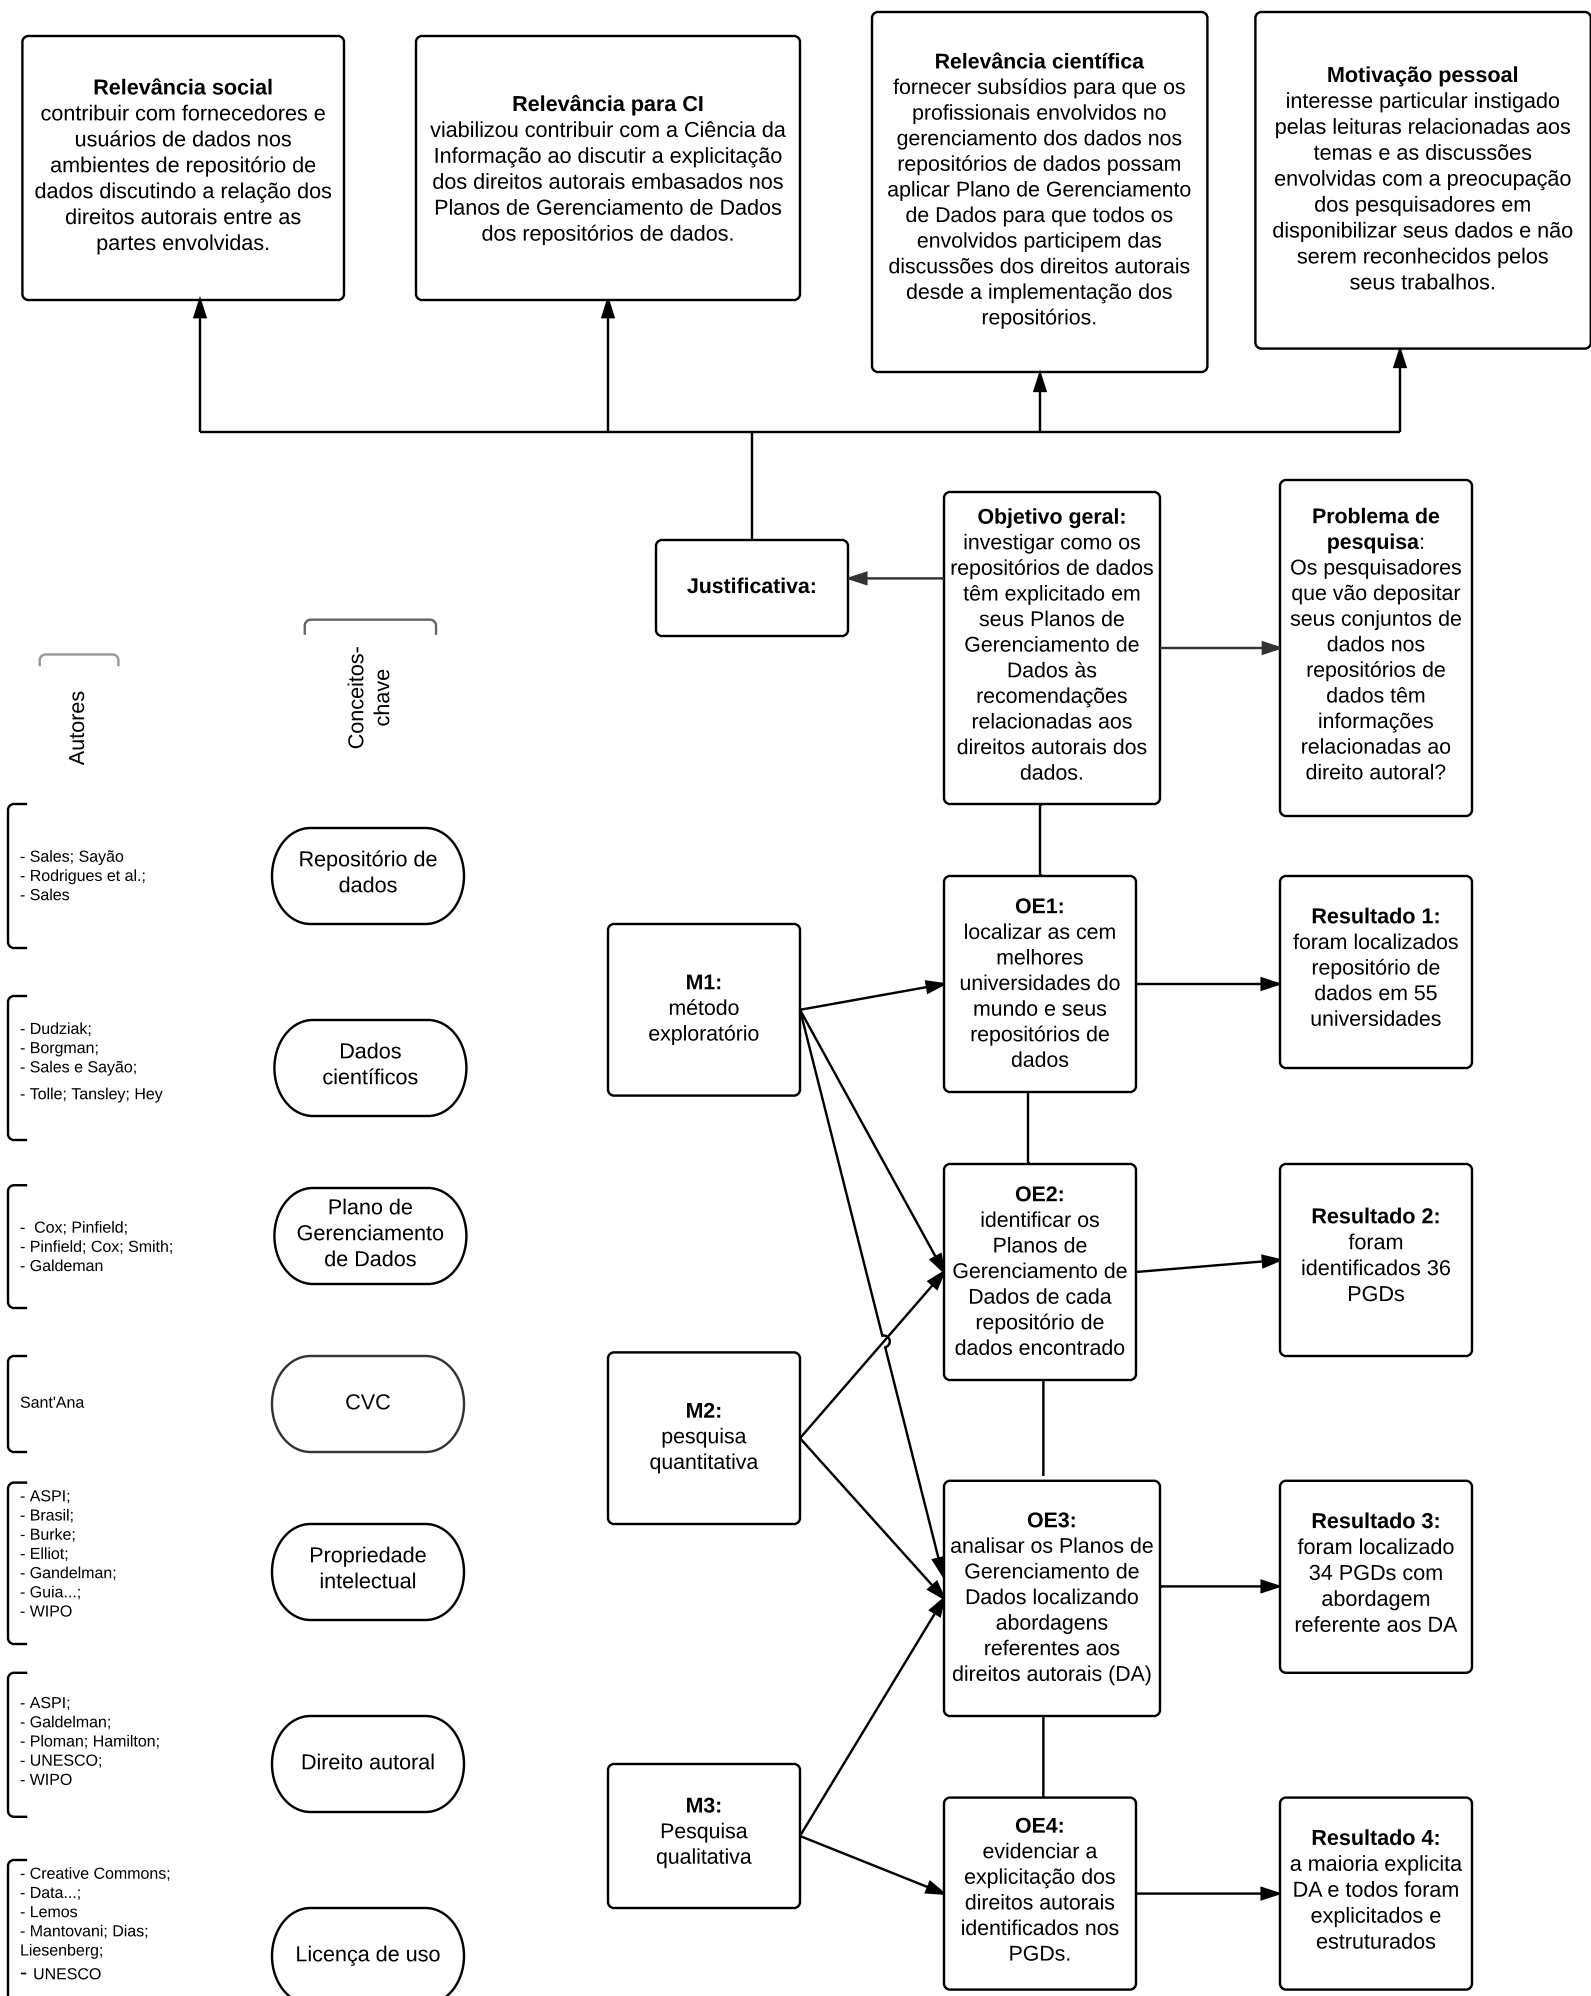 Relevância social
contribuir com fornecedores e
usuários de dados nos
ambientes de repositório de
dados discutindo a relação dos
direitos autorais entre as
partes envolvidas.
Relevância para CI
viabilizou contribuir com a Ciência da
Informação ao discutir a explicitação
dos direitos autorais embasados nos
Planos de Gerenciamento de Dados
dos repositórios de dados.
Relevância científica
fornecer subsídios para que os
profissionais envolvidos no
gerenciamento dos dados nos
repositórios de dados possam
aplicar Plano de Gerenciamento
de Dados para que todos os
envolvidos participem das
discussões dos direitos autorais
desde a implementação dos
repositórios.
Motivação pessoal
interesse particular instigado
pelas leituras relacionadas aos
temas e as discussões
envolvidas com a preocupação
dos pesquisadores em
disponibilizar seus dados e não
serem reconhecidos pelos
seus trabalhos.
Justificativa:
Objetivo geral:
investigar como os
repositórios de dados
têm explicitado em
seus Planos de
Gerenciamento de
Dados às
recomendações
relacionadas aos
direitos autorais dos
dados.
Problema de
pesquisa:
Os pesquisadores
que vão depositar
seus conjuntos de
dados nos
repositórios de
dados têm
informações
relacionadas ao
direito autoral?
Autores
Conceitos-
chave
- Sales; Sayão
- Rodrigues et al.;
- Sales
Repositório de
dados
- Dudziak;
- Borgman;
- Sales e Sayão;
- Tolle; Tansley; Hey
Dados
científicos
- Cox; Pinfield;
- Pinfield; Cox; Smith;
- Galdeman
Plano de
Gerenciamento
de Dados
Sant'Ana
CVC
- ASPI;
- Brasil;
- Burke;
- Elliot;
- Gandelman;
- Guia...;
- WIPO
Propriedade
intelectual
- ASPI;
- Galdelman;
- Ploman; Hamilton;
- UNESCO;
- WIPO
Direito autoral
- Creative Commons;
- Data...;
- Lemos
- Mantovani; Dias;
Liesenberg;
- UNESCO
Licença de uso
M1:
método
exploratório
M2:
pesquisa
quantitativa
M3:
Pesquisa
qualitativa
OE1:
localizar as cem
melhores
universidades do
mundo e seus
repositórios de
dados
Resultado 1:
foram localizados
repositório de
dados em 55
universidades
OE2:
identificar os
Planos de
Gerenciamento de
Dados de cada
repositório de
dados encontrado
Resultado 2:
foram
identificados 36
PGDs
OE3:
analisar os Planos de
Gerenciamento de
Dados localizando
abordagens
referentes aos
direitos autorais (DA)
Resultado 3:
foram localizado
34 PGDs com
abordagem
referente aos DA
OE4:
evidenciar a
explicitação dos
direitos autorais
identificados nos
PGDs.
Resultado 4:
a maioria explicita
DA e todos foram
explicitados e
estruturados